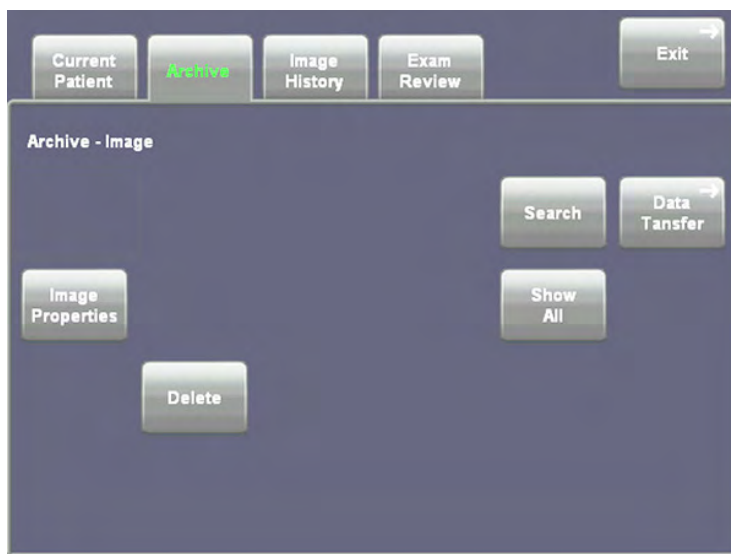 Current
Patient
Archive
Image
History
Exam
Review
Exit
Archive - Image
Search
Data
Tansfer
Image
Properties
Show
All
Delete